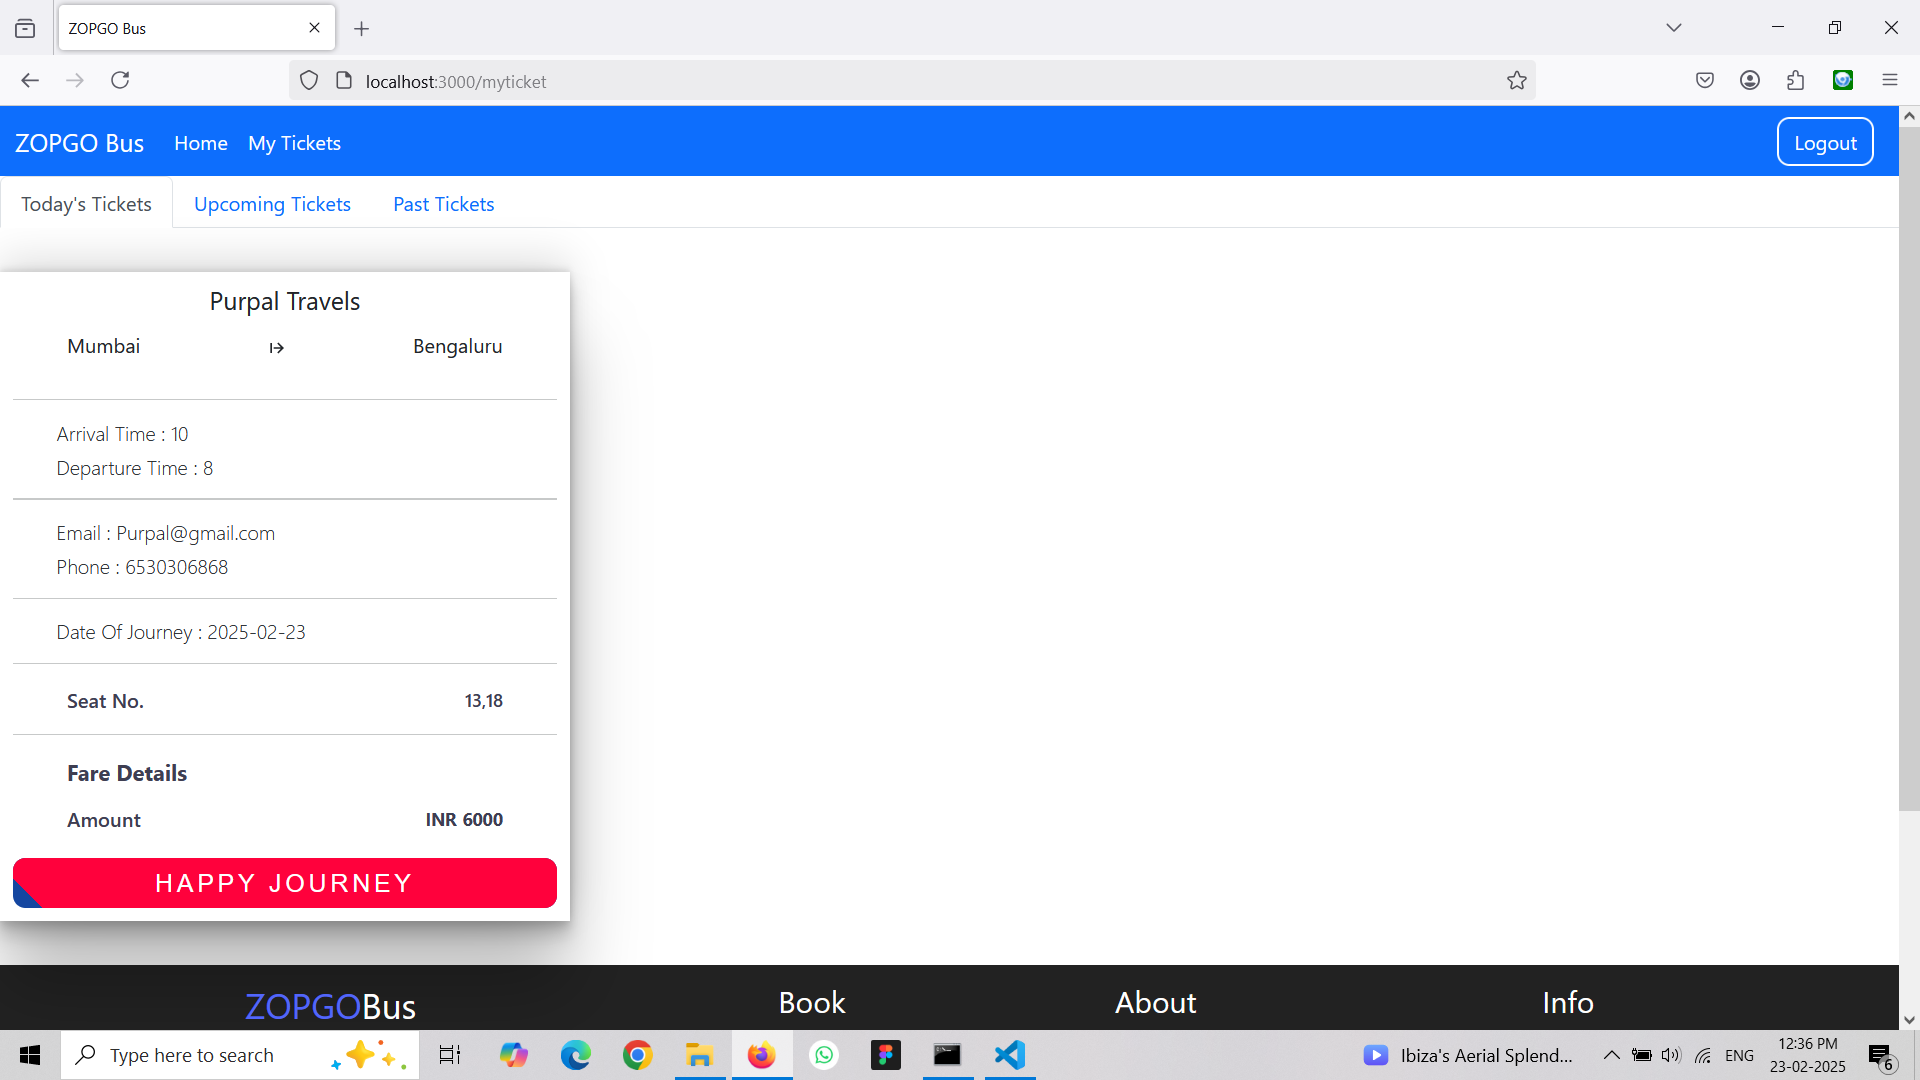 ZOPGO Bus
localhost:3000/myticket
ZOPGO Bus Home My Tickets Logout
Today's Tickets Upcoming Tickets Past Tickets
Purpal Travels
Mumbai ↦ Bengaluru
Arrival Time : 10
Departure Time : 8
Email : Purpal@gmail.com
Phone : 6530306868
Date Of Journey : 2025-02-23
Seat No. 13,18
Fare Details
Amount INR 6000
HAPPY JOURNEY
ZOPGOBus Book About Info
Type here to search
Ibiza's Aerial Splend...
ENG
12:36 PM
23-02-2025
6